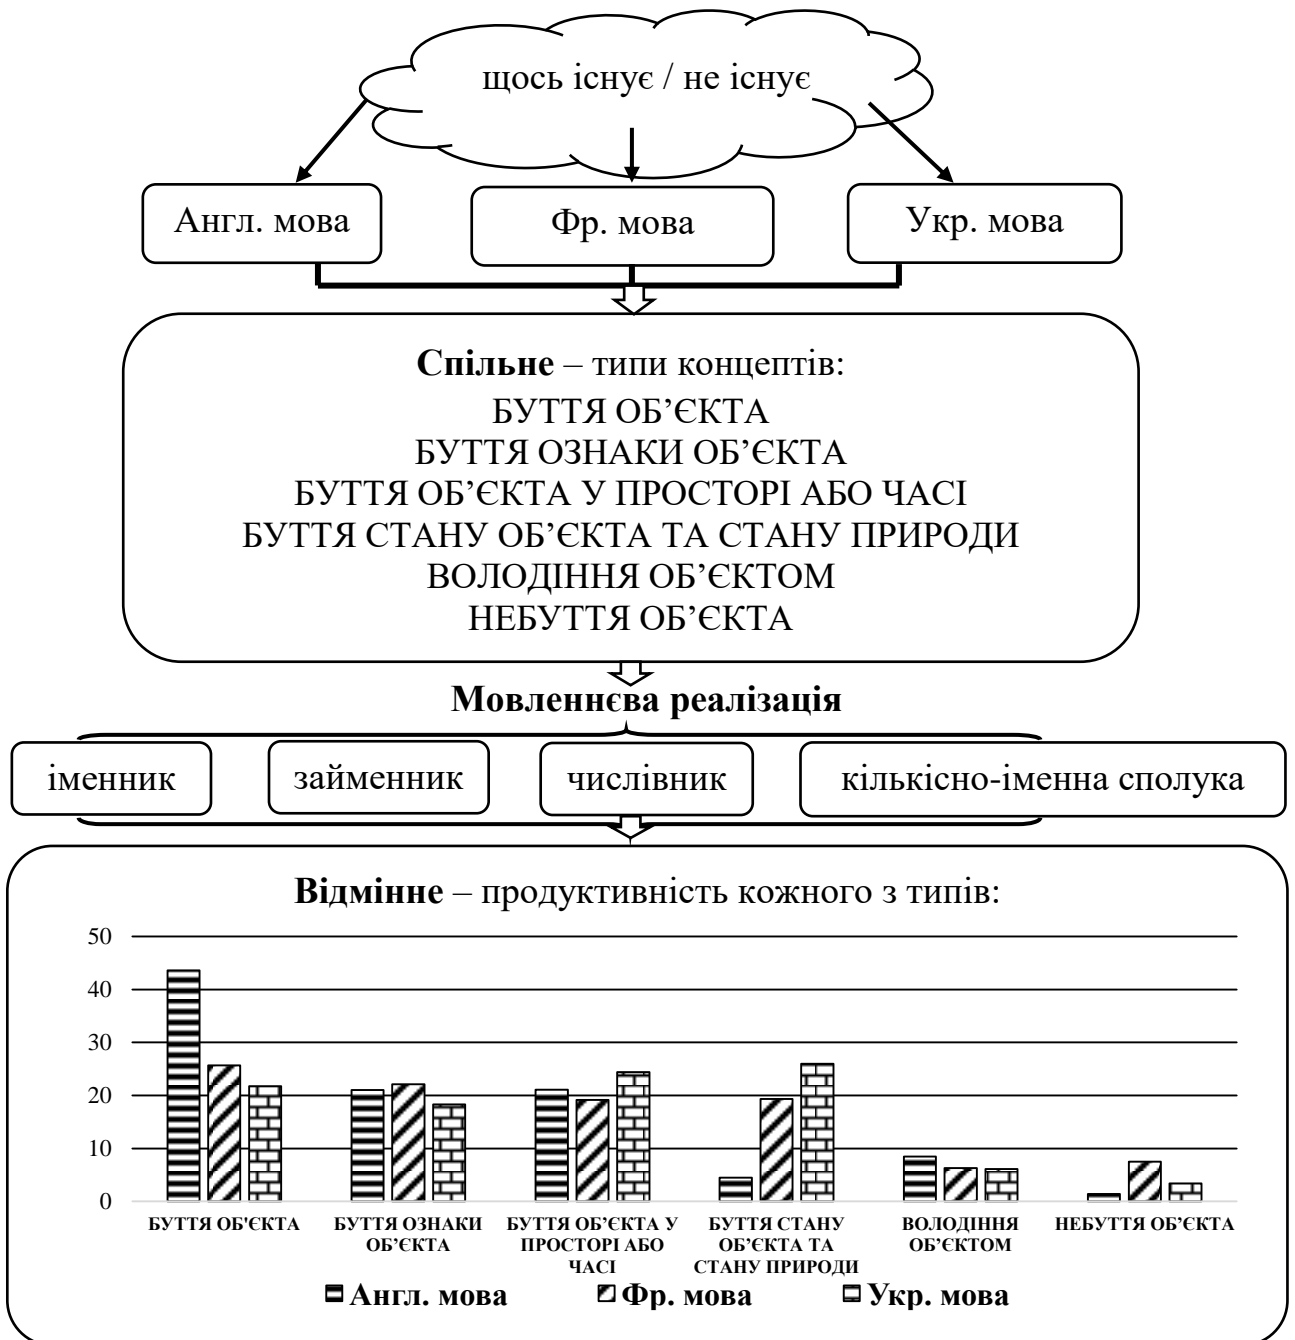 щось існує / не існує
Англ. мова
Фр. мова
Укр. мова
Спільне – типи концептів:
БУТТЯ ОБ’ЄКТА
БУТТЯ ОЗНАКИ ОБ’ЄКТА
БУТТЯ ОБ’ЄКТА У ПРОСТОРІ АБО ЧАСІ
БУТТЯ СТАНУ ОБ’ЄКТА ТА СТАНУ ПРИРОДИ
ВОЛОДІННЯ ОБ’ЄКТОМ
НЕБУТТЯ ОБ’ЄКТА
Мовленнєва реалізація
іменник
займенник
числівник
кількісно-іменна сполука
Відмінне – продуктивність кожного з типів:
50
40
30
20
10
0
БУТТЯ ОБ'ЄКТА
БУТТЯ ОЗНАКИ
ОБ’ЄКТА
БУТТЯ ОБ’ЄКТА У
ПРОСТОРІ АБО
ЧАСІ
БУТТЯ СТАНУ
ОБ’ЄКТА ТА
СТАНУ ПРИРОДИ
ВОЛОДІННЯ
ОБ’ЄКТОМ
НЕБУТТЯ ОБ’ЄКТА
Англ. мова
Фр. мова
Укр. мова